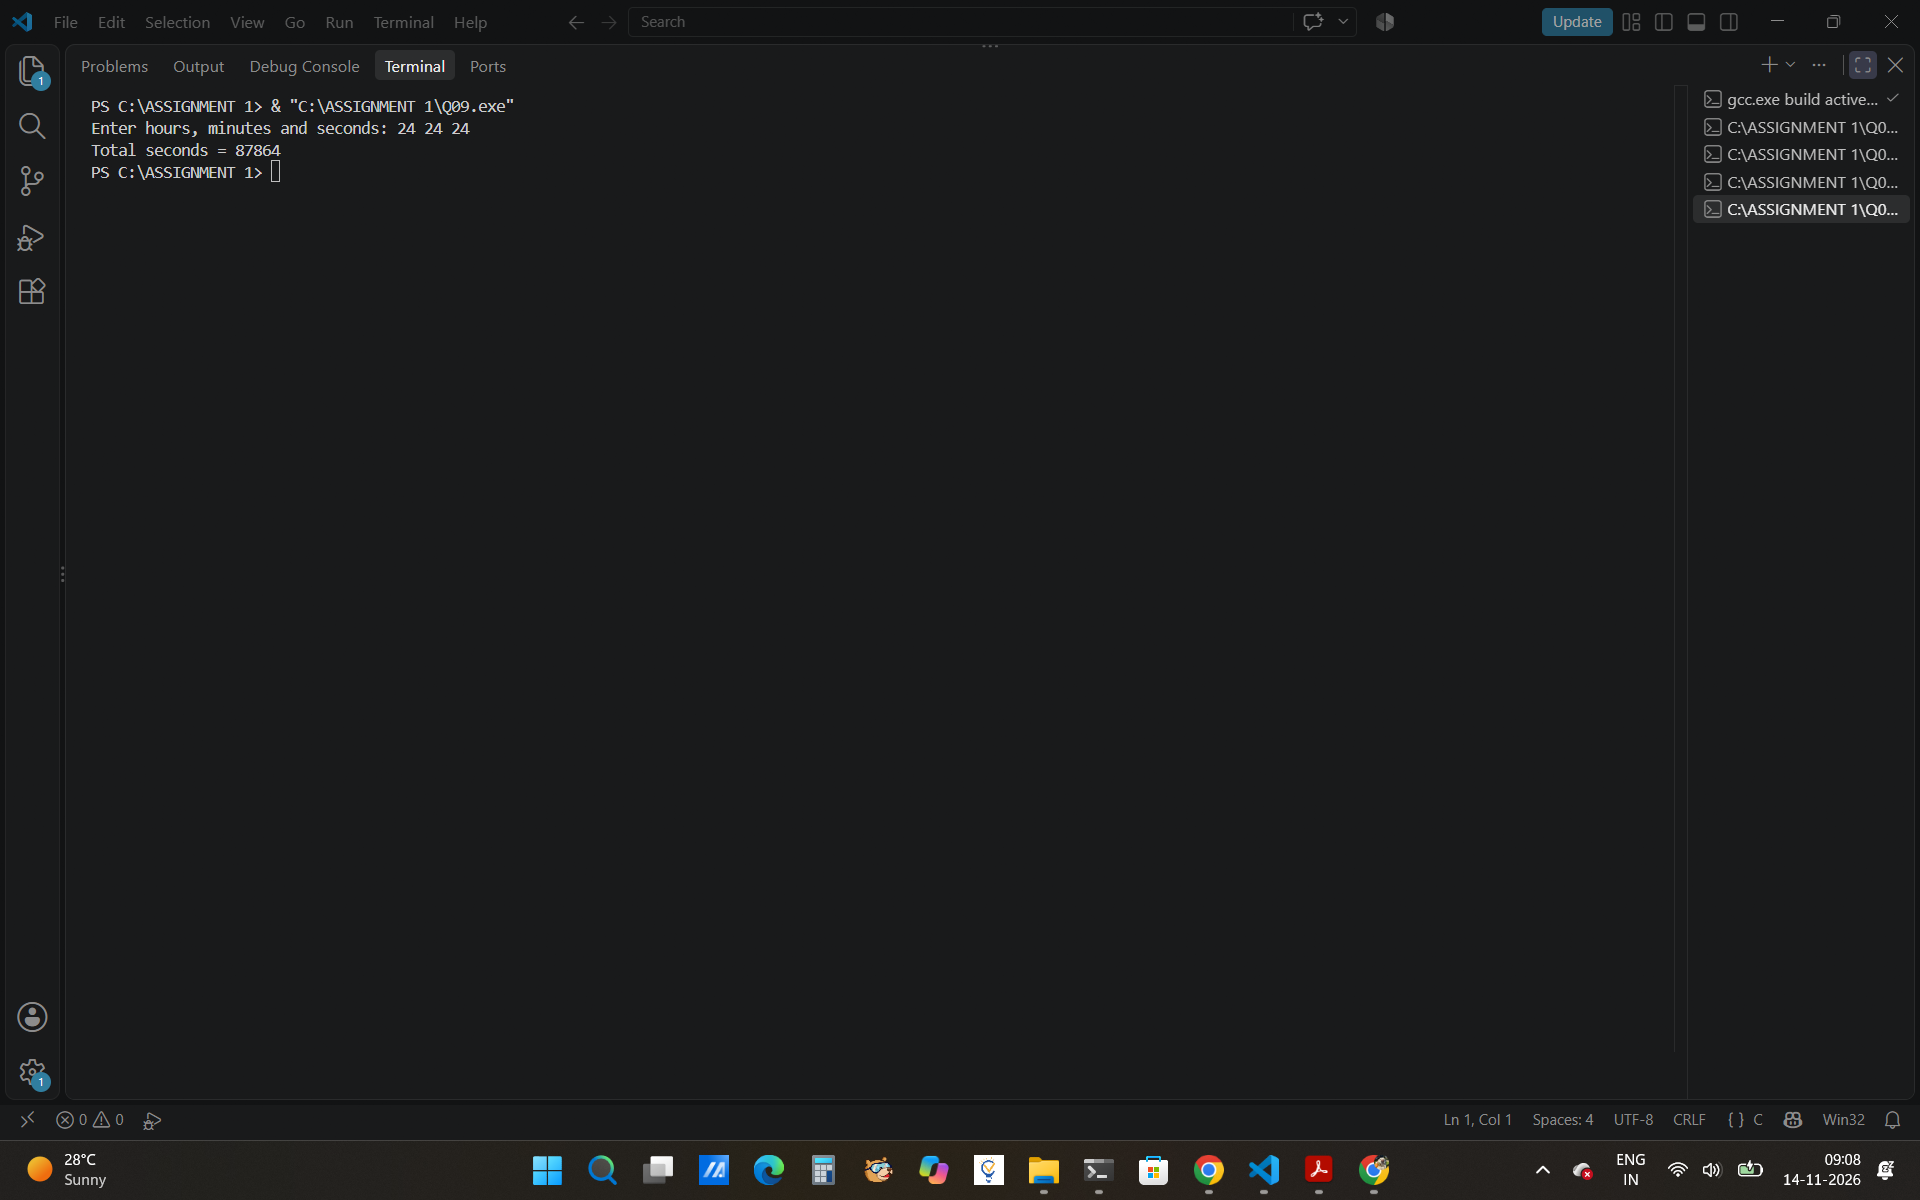 File Edit Selection View Go Run Terminal Help
Search
Update
Problems Output Debug Console Terminal Ports
PS C:\ASSIGNMENT 1> & "C:\ASSIGNMENT 1\Q09.exe"
Enter hours, minutes and seconds: 24 24 24
Total seconds = 87864
PS C:\ASSIGNMENT 1>
gcc.exe build active...
C:\ASSIGNMENT 1\Q0...
C:\ASSIGNMENT 1\Q0...
C:\ASSIGNMENT 1\Q0...
C:\ASSIGNMENT 1\Q0...
1
1
0 0
Ln 1, Col 1 Spaces: 4 UTF-8 CRLF { } C Win32
28°C
Sunny
ENG
IN
09:08
14-11-2026